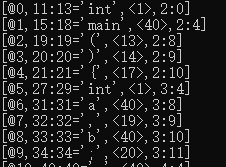 [@0,11:13='int',<1>,2:0]
[@1,15:18='main',<40>,2:4]
[@2,19:19='(',<13>,2:8]
[@3,20:20=')',<14>,2:9]
[@4,21:21='{',<17>,2:10]
[@5,27:29='int',<1>,3:4]
[@6,31:31='a',<40>,3:8]
[@7,32:32=',',<19>,3:9]
[@8,33:33='b',<40>,3:10]
[@9,34:34=';',<20>,3:11]